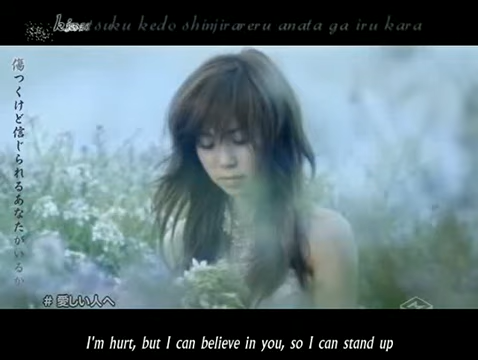 kizutsuku kedo shinjirareru anata ga iru kara
傷つくけど信じられるあなたがいるか
# 愛しい人へ
I'm hurt, but I can believe in you, so I can stand up